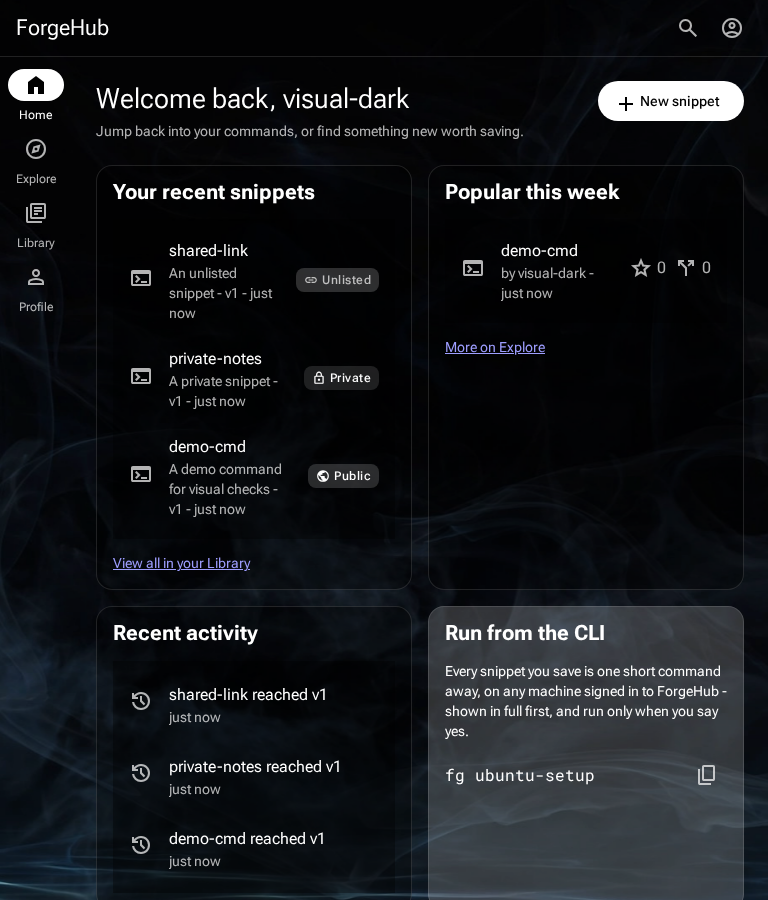 ForgeHub
Home
Explore
Library
Profile
Welcome back, visual-dark
Jump back into your commands, or find something new worth saving.
New snippet
Your recent snippets
shared-link
An unlisted
snippet - v1 - just
now
Unlisted
private-notes
A private snippet -
v1 - just now
Private
demo-cmd
A demo command
for visual checks -
v1 - just now
Public
View all in your Library
Popular this week
demo-cmd
by visual-dark -
just now
0
0
More on Explore
Recent activity
shared-link reached v1
just now
private-notes reached v1
just now
demo-cmd reached v1
just now
Run from the CLI
Every snippet you save is one short command
away, on any machine signed in to ForgeHub -
shown in full first, and run only when you say
yes.
fg ubuntu-setup